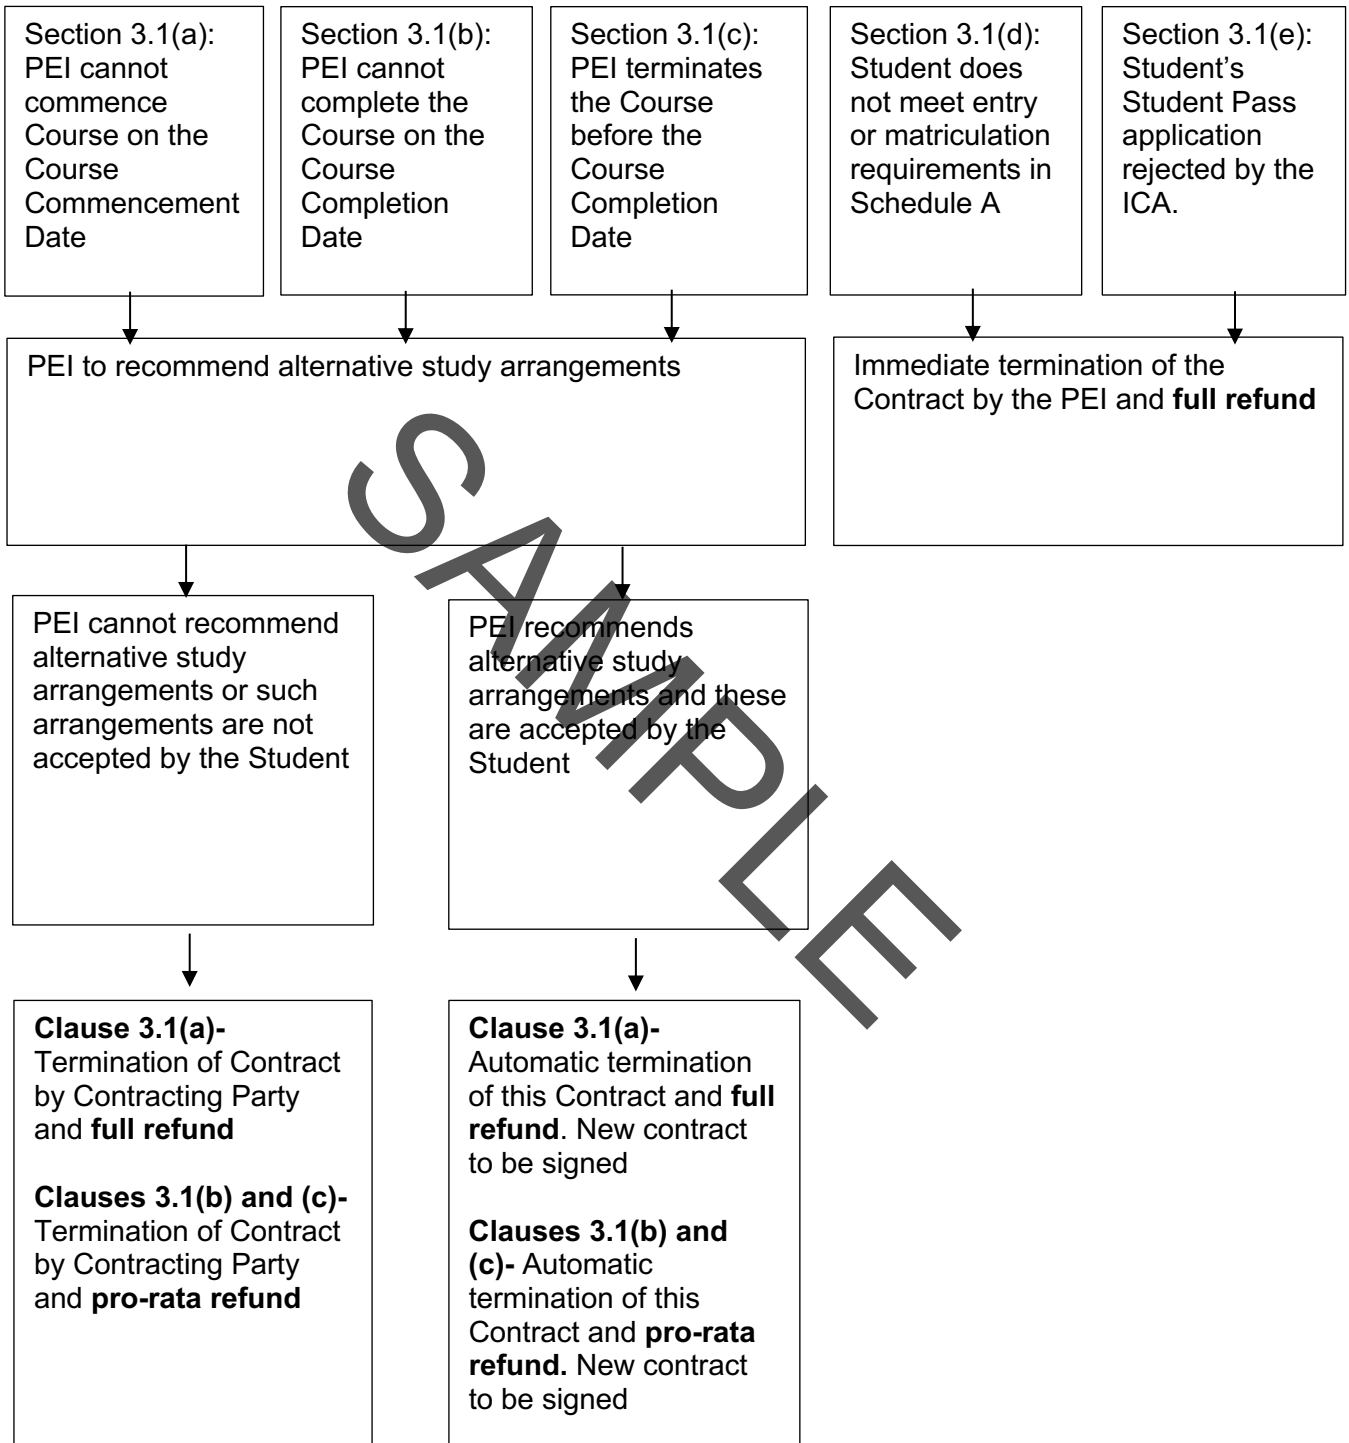 Section 3.1(a):
PEI cannot
commence
Course on the
Course
Commencement
Date
Section 3.1(b):
PEI cannot
complete the
Course on the
Course
Completion
Date
Section 3.1(c):
PEI terminates
the Course
before the
Course
Completion
Date
Section 3.1(d):
Student does
not meet entry
or matriculation
requirements in
Schedule A
Section 3.1(e):
Student’s
Student Pass
application
rejected by the
ICA.
PEI to recommend alternative study arrangements
Immediate termination of the
Contract by the PEI and full refund
PEI cannot recommend
alternative study
arrangements or such
arrangements are not
accepted by the Student
PEI recommends
alternative study
arrangements and these
are accepted by the
Student
Clause 3.1(a)-
Termination of Contract
by Contracting Party
and full refund
Clauses 3.1(b) and (c)-
Termination of Contract
by Contracting Party
and pro-rata refund
Clause 3.1(a)-
Automatic termination
of this Contract and full
refund. New contract
to be signed
Clauses 3.1(b) and
(c)- Automatic
termination of this
Contract and pro-rata
refund. New contract
to be signed
SAMPLE